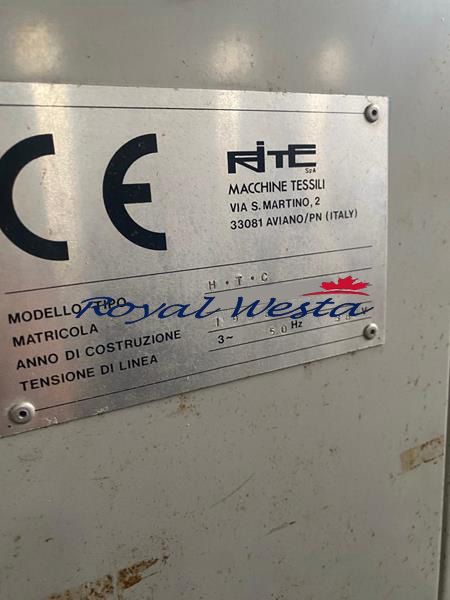 CE
RITE
SpA
MACCHINE TESSILI
VIA S. MARTINO, 2
33081 AVIANO/PN (ITALY)
MODELLO - TIPO H·T·C
Royal Westa
MATRICOLA
ANNO DI COSTRUZIONE
TENSIONE DI LINEA 3~ 50 Hz V